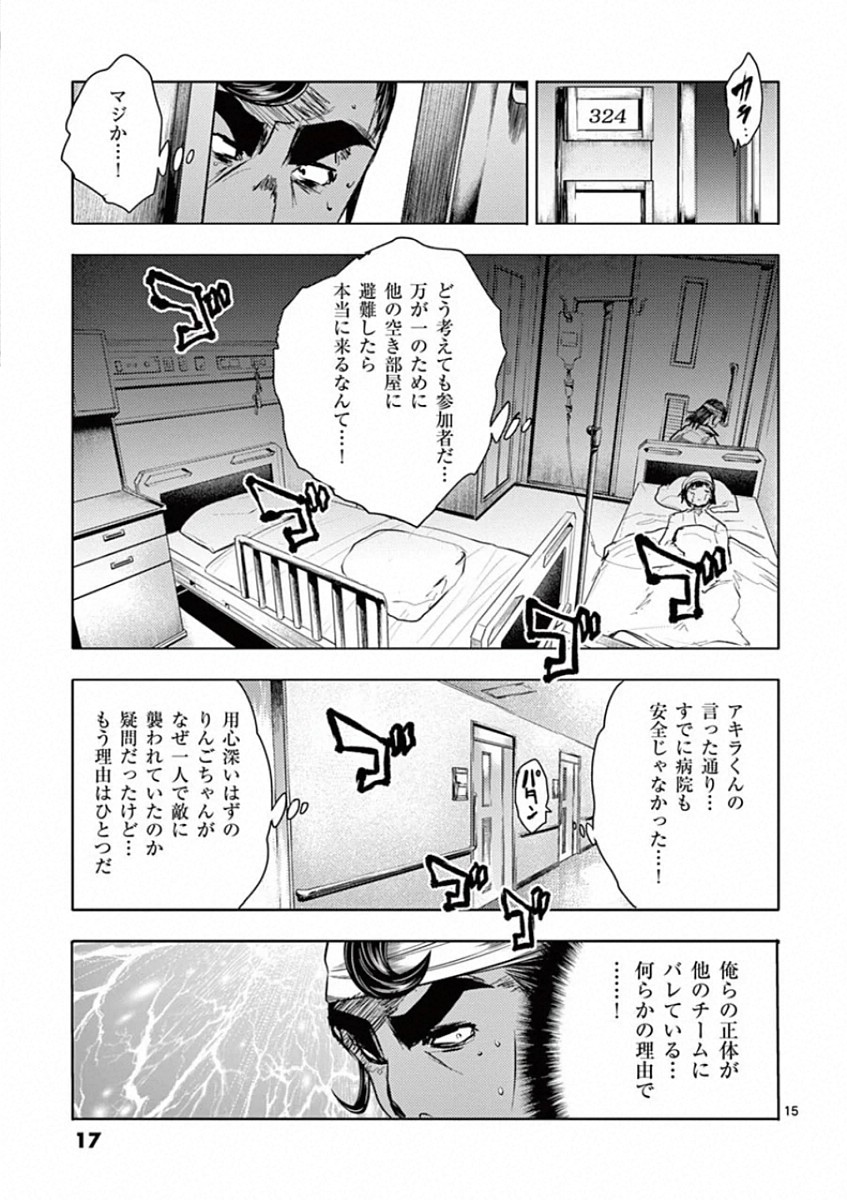 カラ…
324
マジか…！
どう考えても参加者だ…
万が一のために
他の空き部屋に
避難したら
本当に来るなんて…！
ゴ
ゴ
ゴ
ゴ
アキラくんの
言った通り…
すでに病院も
安全じゃなかった…！
パタン
用心深いはずの
りんごちゃんが
なぜ一人で敵に
襲われていたのか
疑問だったけど…
もう理由はひとつだ
ゴ
ゴ
ゴ
俺らの正体が
他のチームに
バレている…
何らかの理由で
……！
15
17